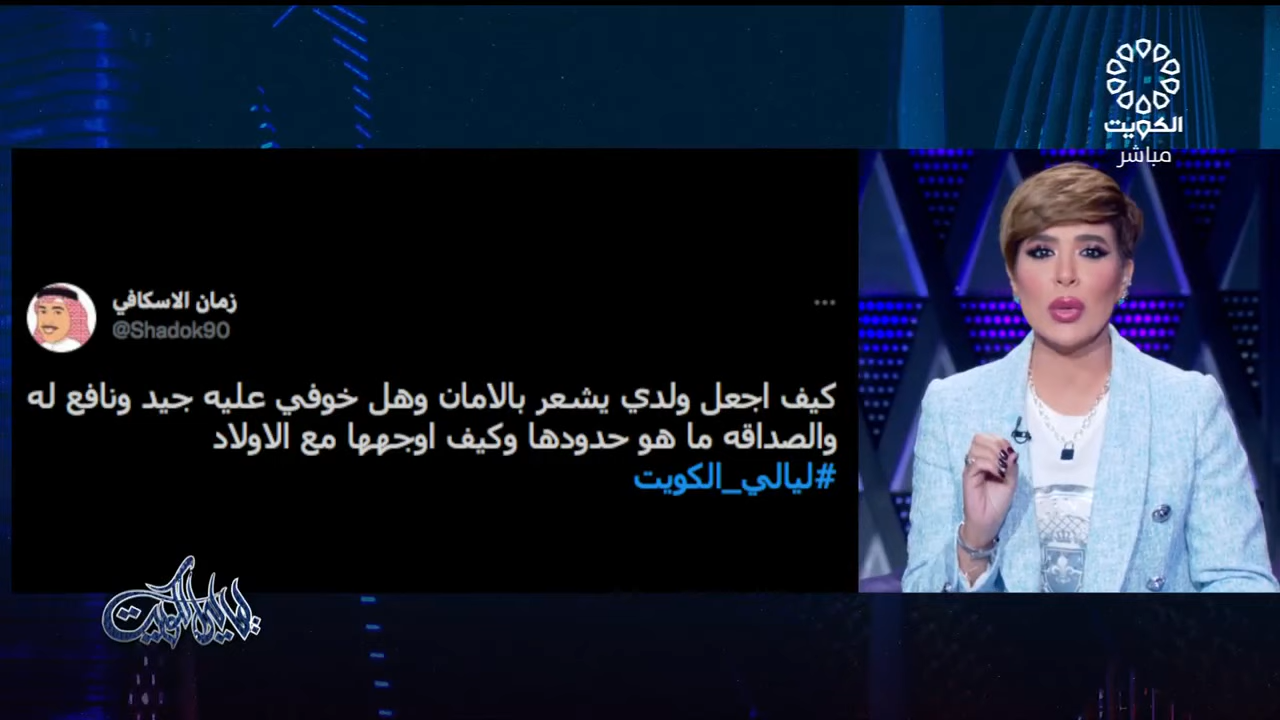 الكويت
مباشر
زمان الاسكافي
@Shadok90
كيف اجعل ولدي يشعر بالامان وهل خوفي عليه جيد ونافع له
والصداقه ما هو حدودها وكيف اوجهها مع الاولاد
#ليالي_الكويت
ليالي الكويت